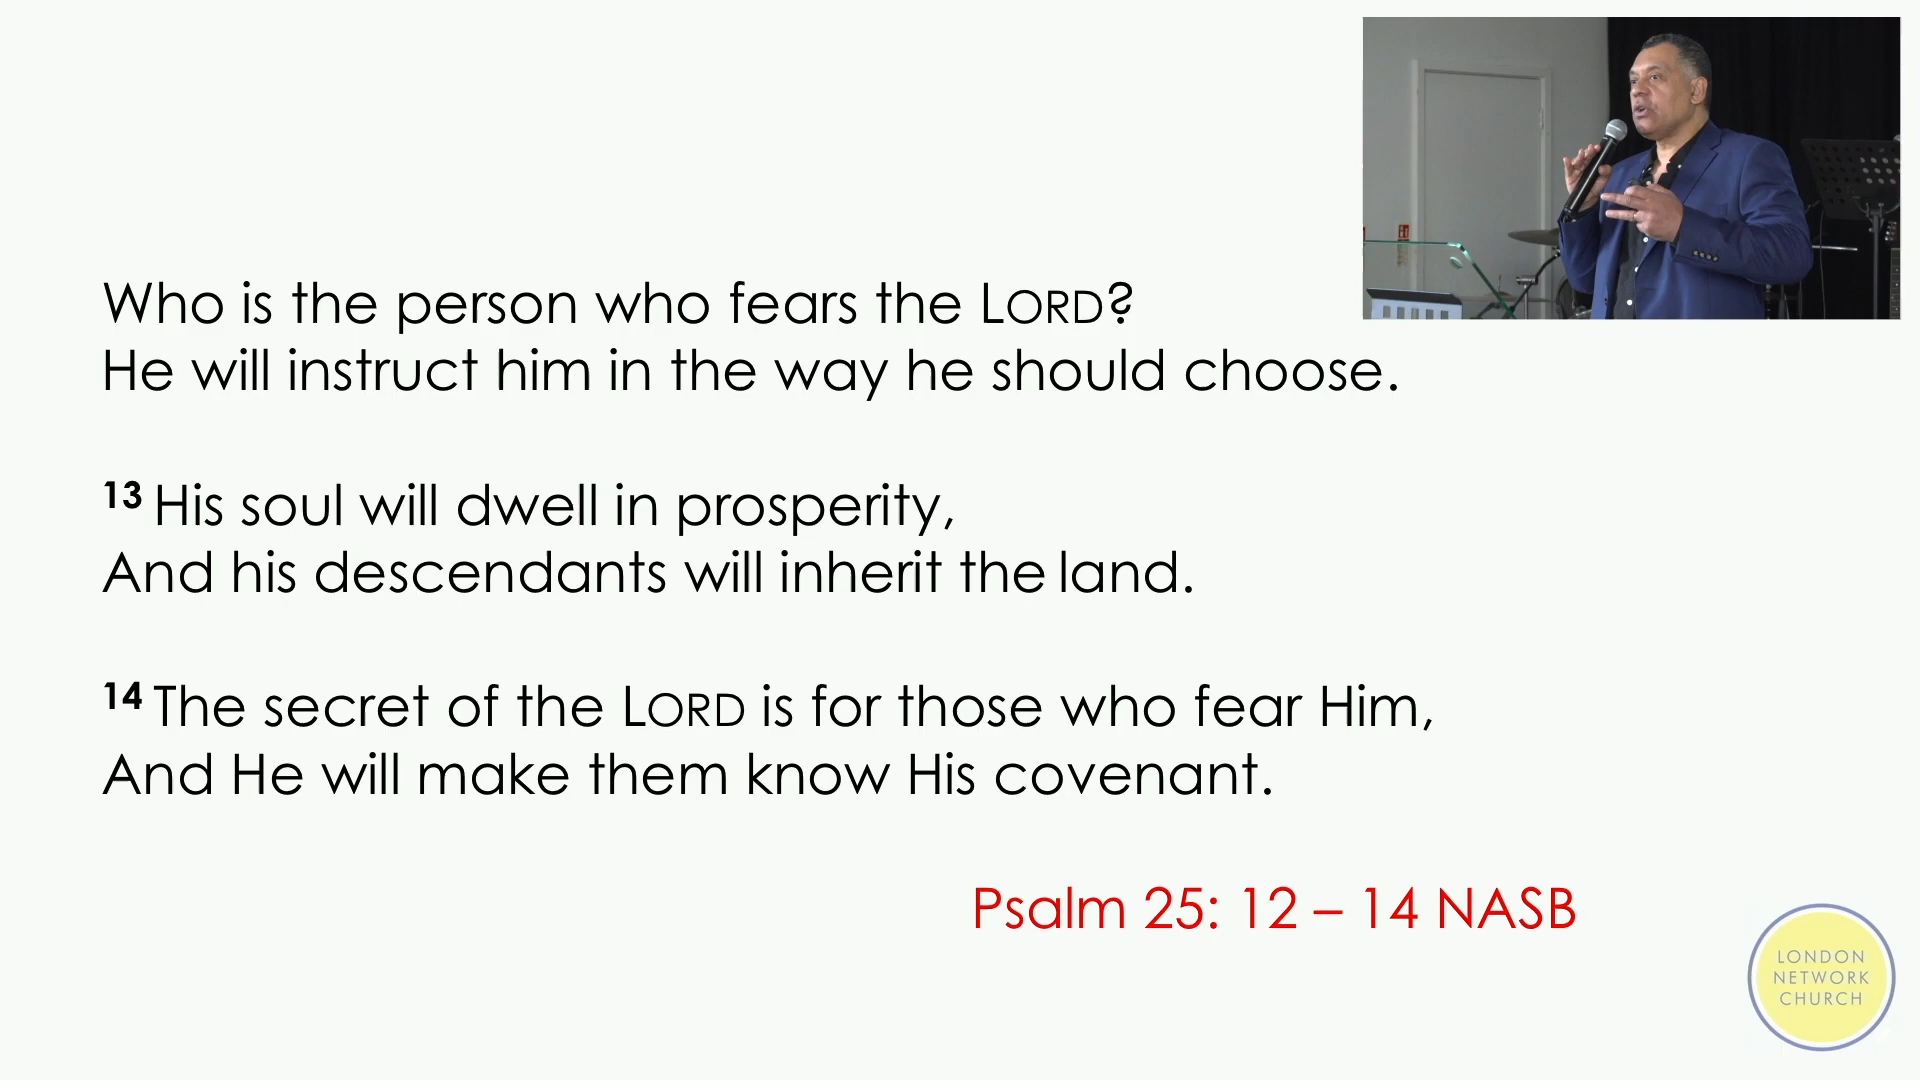 Who is the person who fears the LORD?
He will instruct him in the way he should choose.
13 His soul will dwell in prosperity,
And his descendants will inherit the land.
14 The secret of the LORD is for those who fear Him,
And He will make them know His covenant.
Psalm 25: 12 – 14 NASB
LONDON
NETWORK
CHURCH